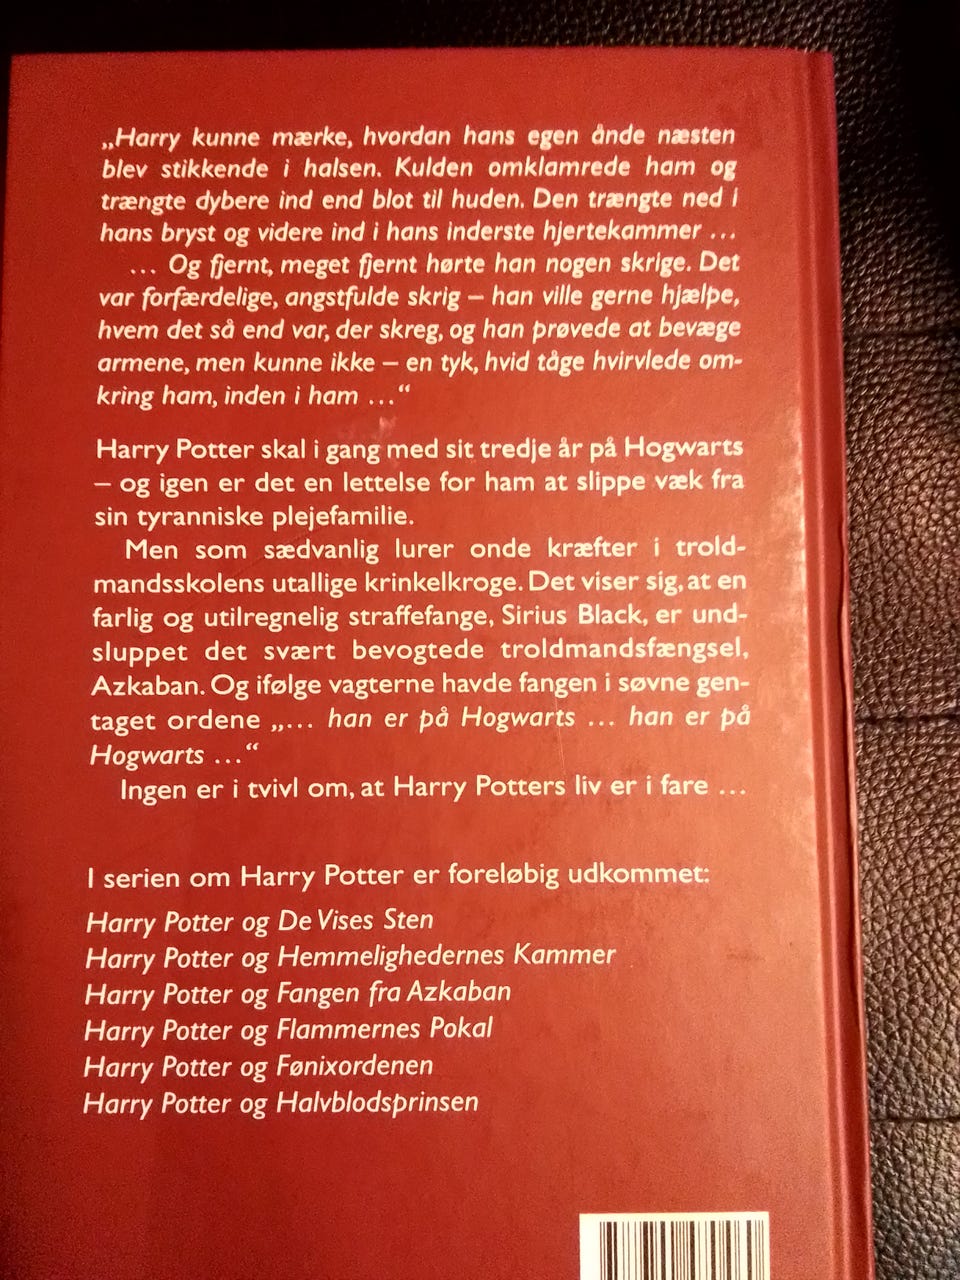 „Harry kunne mærke, hvordan hans egen ånde næsten
blev stikkende i halsen. Kulden omklamrede ham og
trængte dybere ind end blot til huden. Den trængte ned i
hans bryst og videre ind i hans inderste hjertekammer …
… Og fjernt, meget fjernt hørte han nogen skrige. Det
var forfærdelige, angstfulde skrig – han ville gerne hjælpe,
hvem det så end var, der skreg, og han prøvede at bevæge
armene, men kunne ikke – en tyk, hvid tåge hvirvlede om-
kring ham, inden i ham …“
Harry Potter skal i gang med sit tredje år på Hogwarts
– og igen er det en lettelse for ham at slippe væk fra
sin tyranniske plejefamilie.
Men som sædvanlig lurer onde kræfter i trold-
mandsskolens utallige krinkelkroge. Det viser sig, at en
farlig og utilregnelig straffefange, Sirius Black, er und-
sluppet det svært bevogtede troldmandsfængsel,
Azkaban. Og ifølge vagterne havde fangen i søvne gen-
taget ordene „… han er på Hogwarts … han er på
Hogwarts …“
Ingen er i tvivl om, at Harry Potters liv er i fare …
I serien om Harry Potter er foreløbig udkommet:
Harry Potter og De Vises Sten
Harry Potter og Hemmelighedernes Kammer
Harry Potter og Fangen fra Azkaban
Harry Potter og Flammernes Pokal
Harry Potter og Fønixordenen
Harry Potter og Halvblodsprinsen